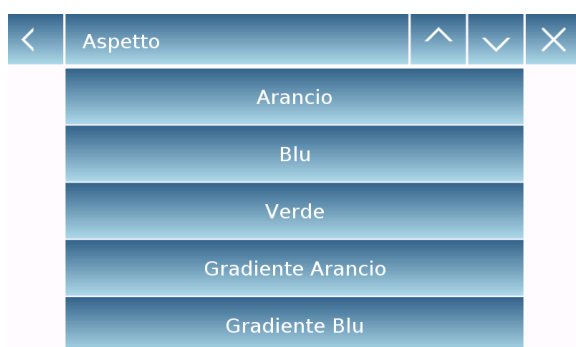 Aspetto
Arancio
Blu
Verde
Gradiente Arancio
Gradiente Blu